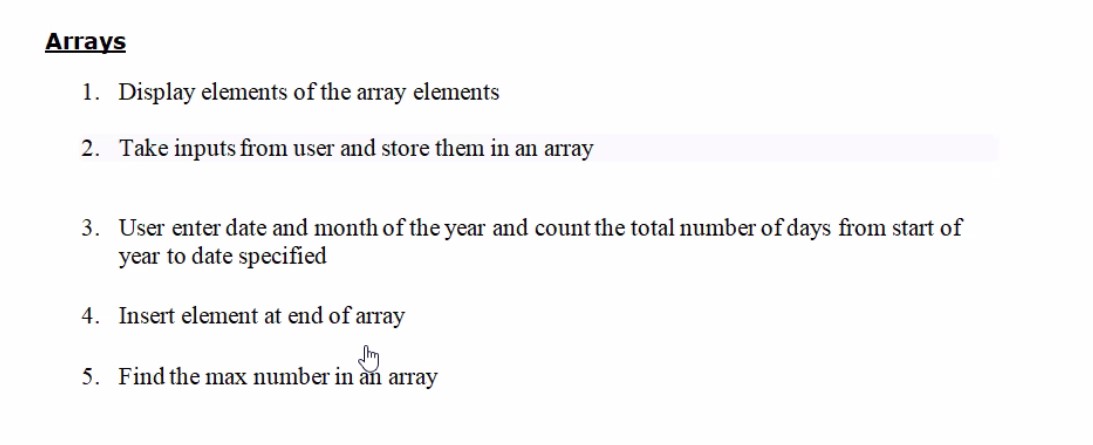 Arrays
1. Display elements of the array elements
2. Take inputs from user and store them in an array
3. User enter date and month of the year and count the total number of days from start of
year to date specified
4. Insert element at end of array
5. Find the max number in an array